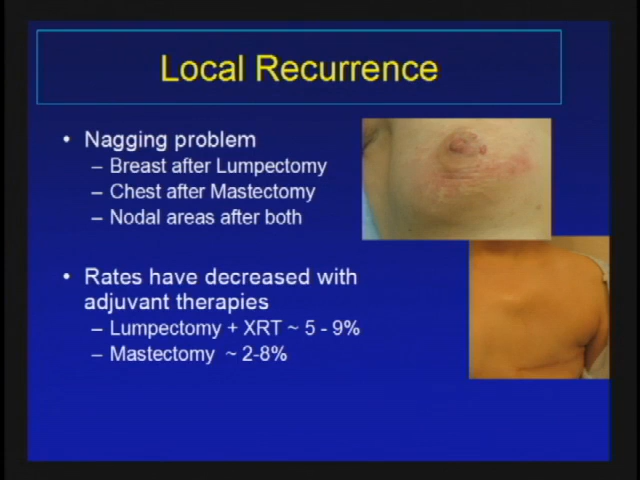 Local Recurrence
• Nagging problem
– Breast after Lumpectomy
– Chest after Mastectomy
– Nodal areas after both
• Rates have decreased with
adjuvant therapies
– Lumpectomy + XRT ~ 5 - 9%
– Mastectomy ~ 2-8%